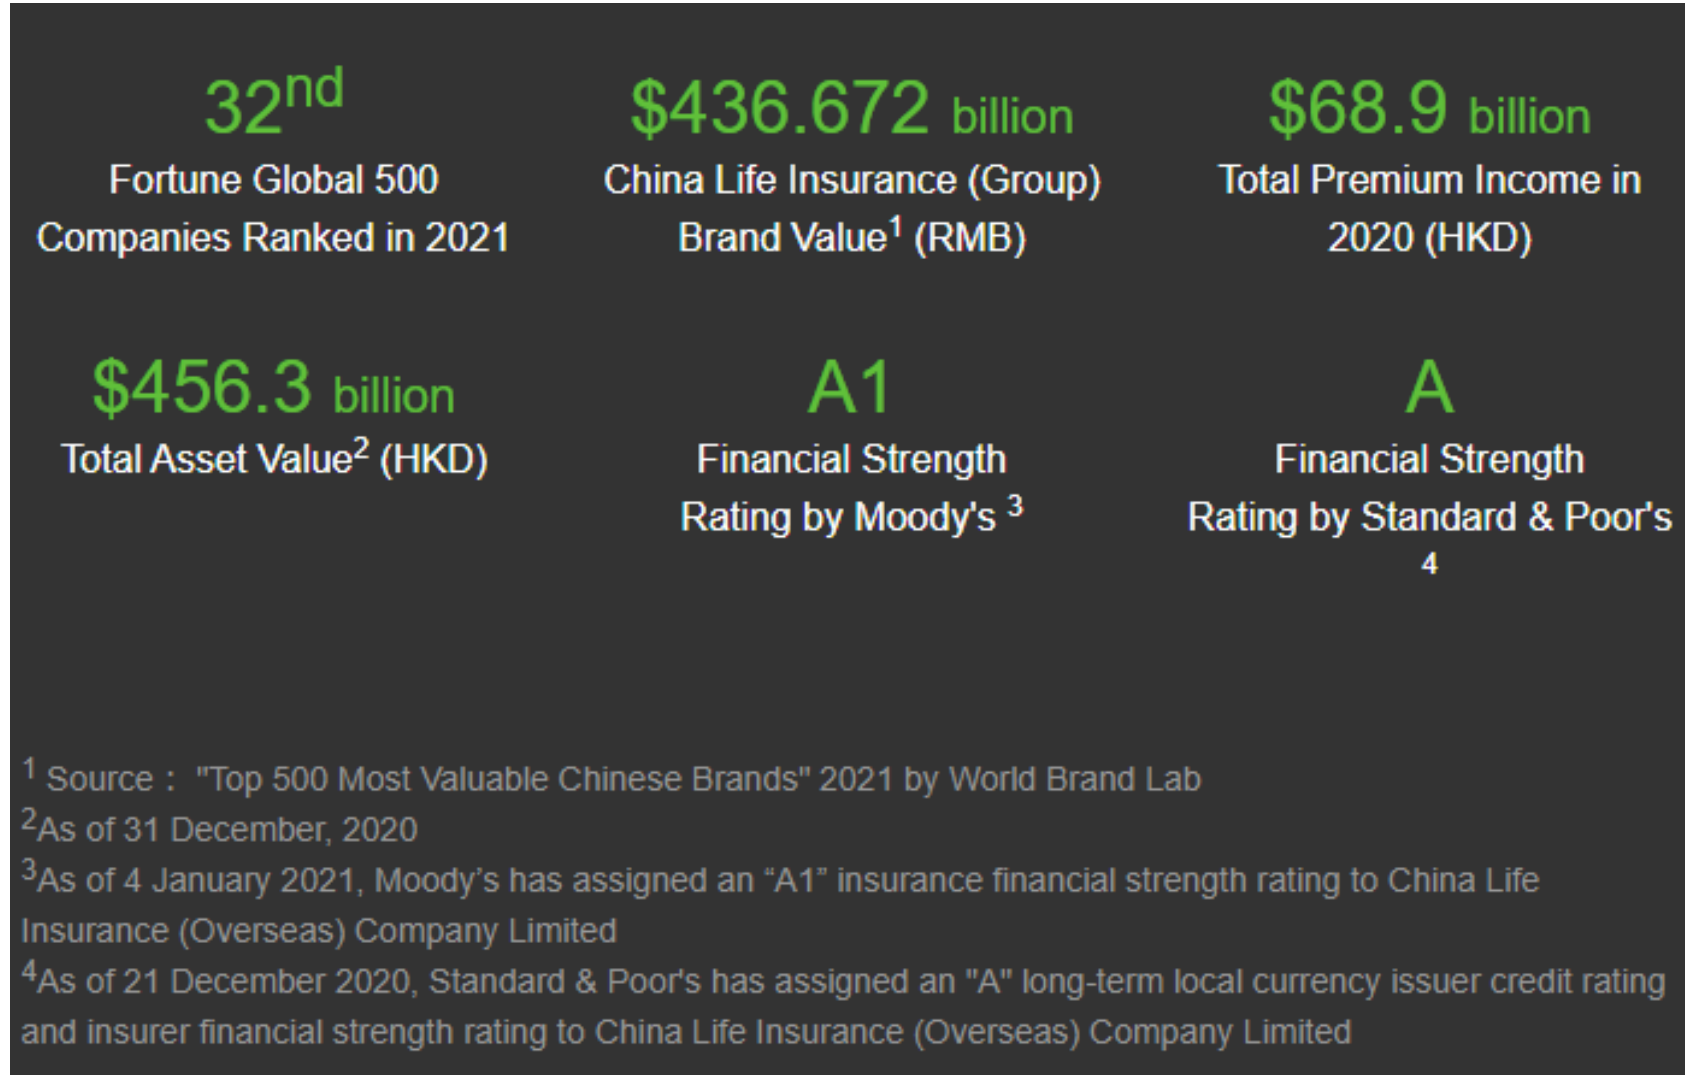 32nd
Fortune Global 500
Companies Ranked in 2021
$436.672 billion
China Life Insurance (Group)
Brand Value1 (RMB)
$68.9 billion
Total Premium Income in
2020 (HKD)
$456.3 billion
Total Asset Value2 (HKD)
A1
Financial Strength
Rating by Moody's 3
A
Financial Strength
Rating by Standard & Poor's
4
1 Source： "Top 500 Most Valuable Chinese Brands" 2021 by World Brand Lab
2As of 31 December, 2020
3As of 4 January 2021, Moody’s has assigned an “A1” insurance financial strength rating to China Life
Insurance (Overseas) Company Limited
4As of 21 December 2020, Standard & Poor's has assigned an "A" long-term local currency issuer credit rating
and insurer financial strength rating to China Life Insurance (Overseas) Company Limited